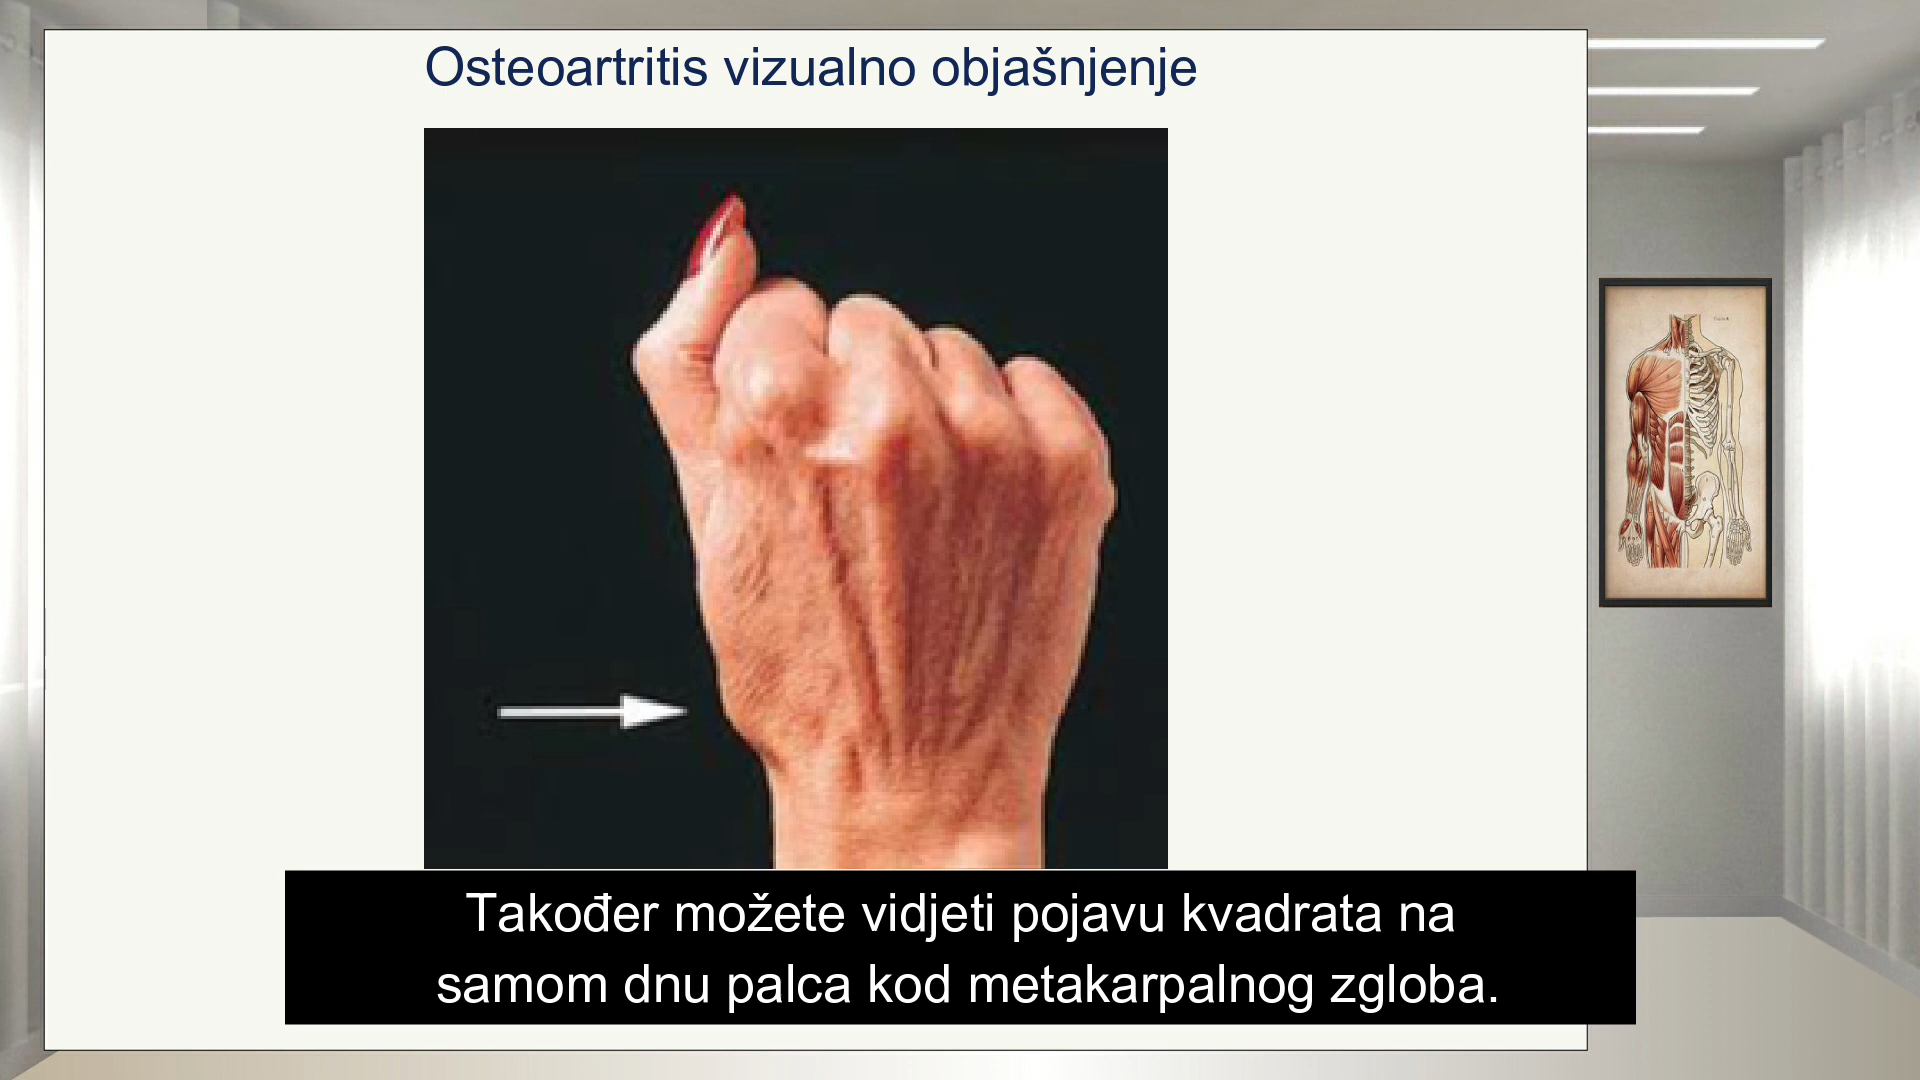 Osteoartritis vizualno objašnjenje
Također možete vidjeti pojavu kvadrata na
samom dnu palca kod metakarpalnog zgloba.